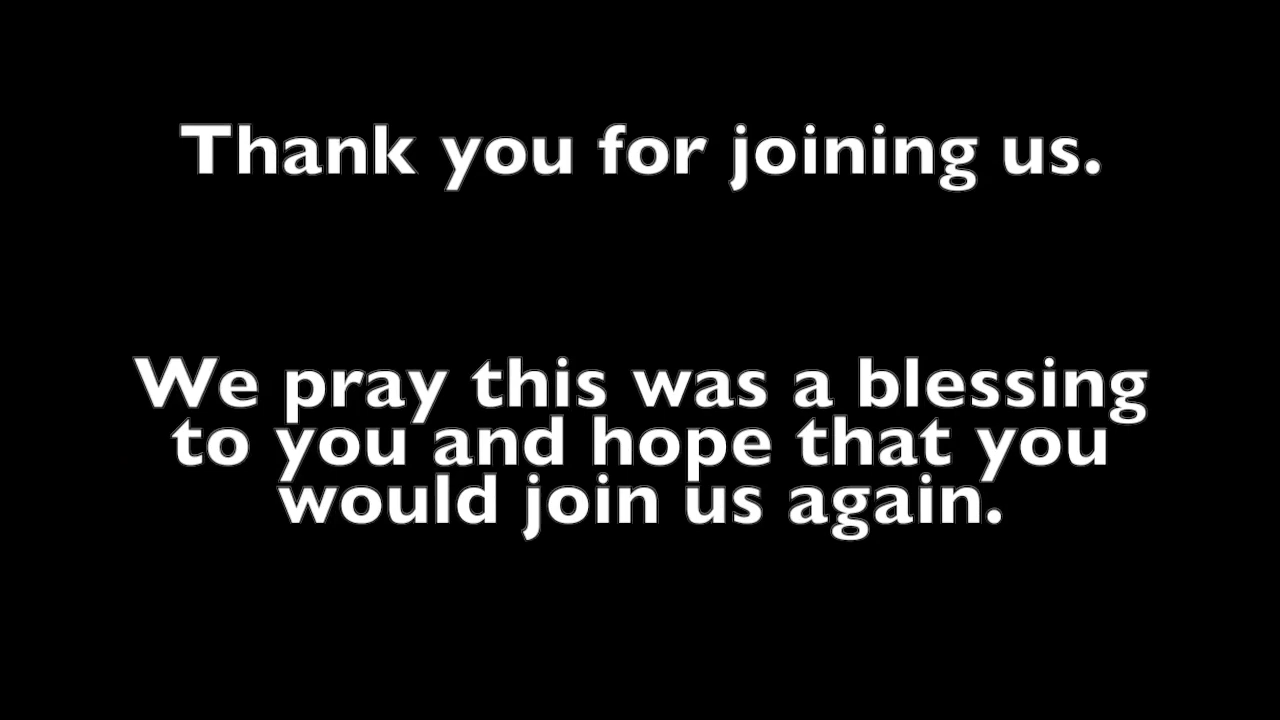 Thank you for joining us.
We pray this was a blessing
to you and hope that you
would join us again.